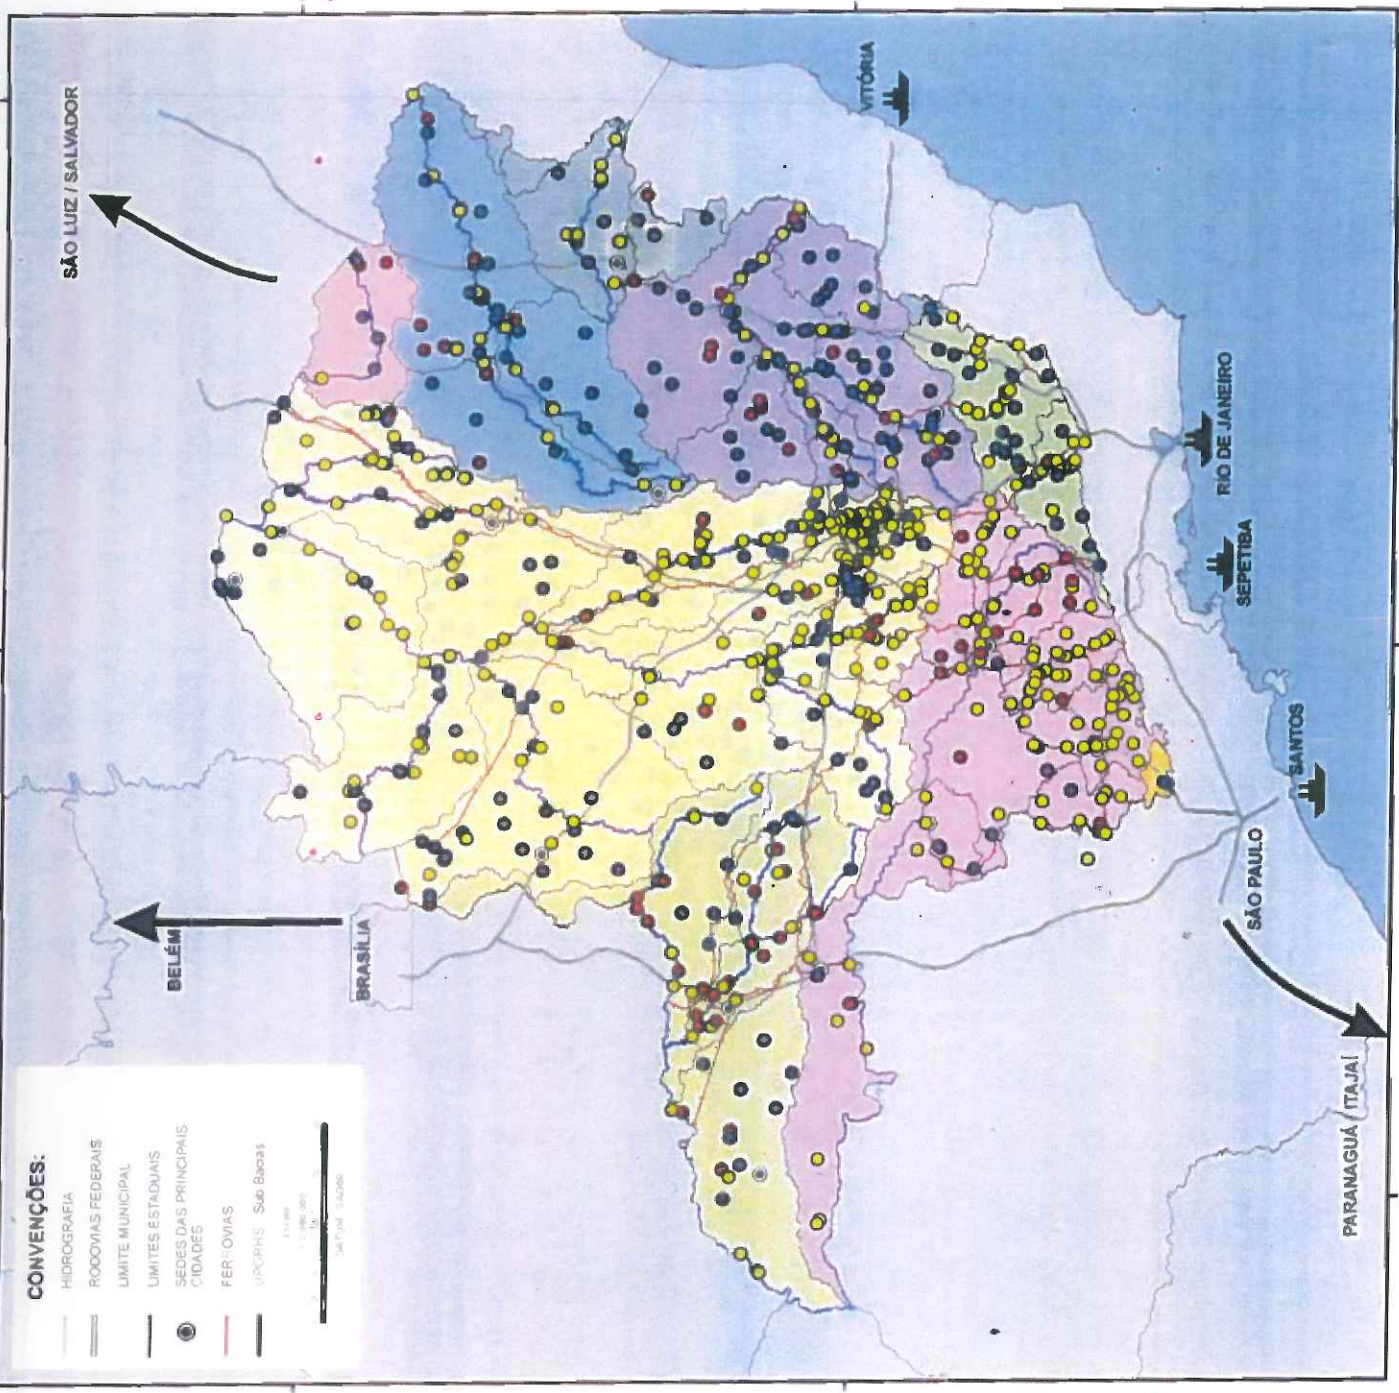 CONVENÇÕES:
HIDROGRAFIA
RODOVIAS FEDERAIS
LIMITE MUNICIPAL
LIMITES ESTADUAIS
SEDES DAS PRINCIPAIS
CIDADES
FERROVIAS
UPGRHS Sub Bacias
BELÉM
BRASÍLIA
SÃO LUIZ / SALVADOR
VITÓRIA
RIO DE JANEIRO
SEPETIBA
SANTOS
SÃO PAULO
PARANAGUÁ / ITAJAÍ